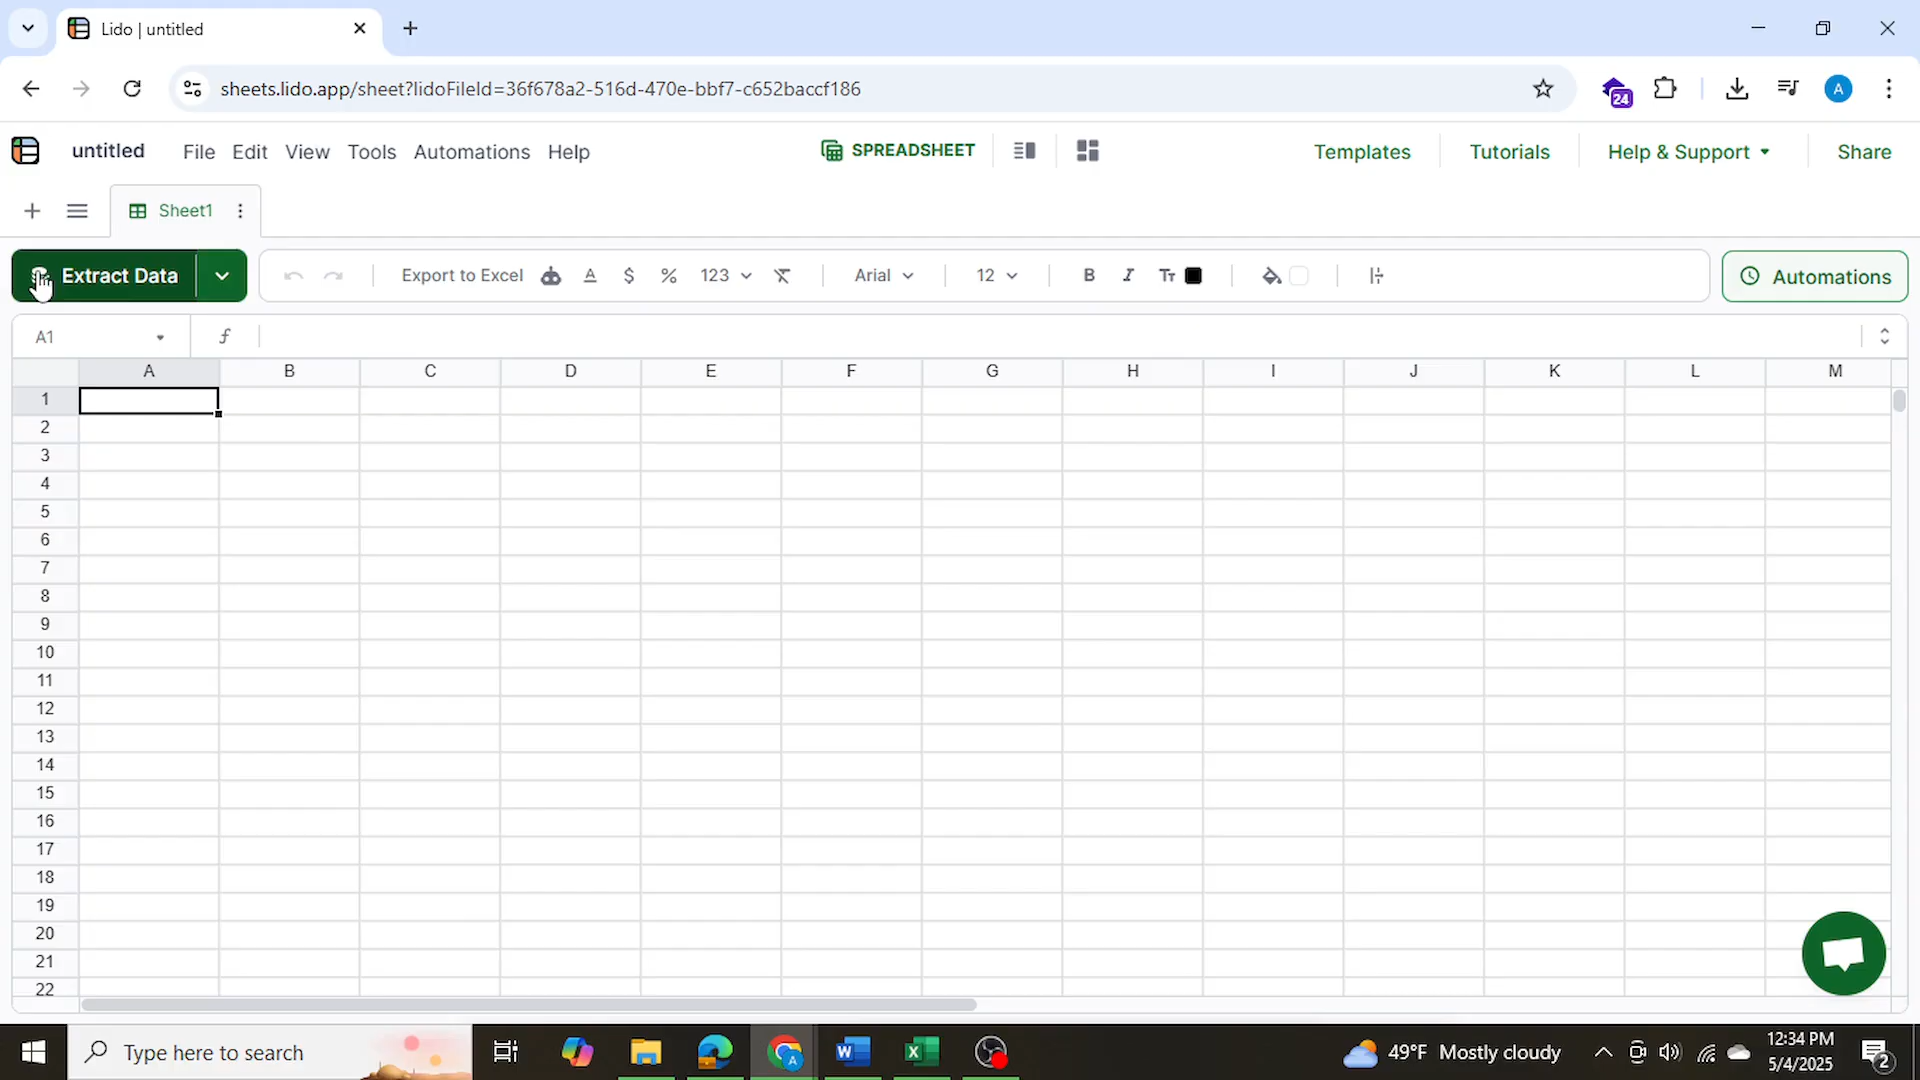 Lido | untitled
sheets.lido.app/sheet?lidoFileId=36f678a2-516d-470e-bbf7-c652baccf186
24
A
untitled File Edit View Tools Automations Help SPREADSHEET Templates Tutorials Help & Support Share
Sheet1
Extract Data Export to Excel A $ % 123 Arial 12 B I Tт Automations
A1 f
A B C D E F G H I J K L M
1
2
3
4
5
6
7
8
9
10
11
12
13
14
15
16
17
18
19
20
21
22
Type here to search A 49°F Mostly cloudy 12:34 PM
5/4/2025 2